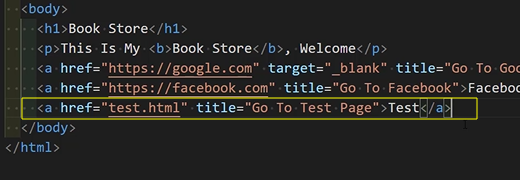 <body>
<h1>Book Store</h1>
<p>This Is My <b>Book Store</b>, Welcome</p>
<a href="https://google.com" target="_blank" title="Go To Goo
<a href="https://facebook.com" title="Go To Facebook">Facebo
<a href="test.html" title="Go To Test Page">Test</a>
</body>
</html>